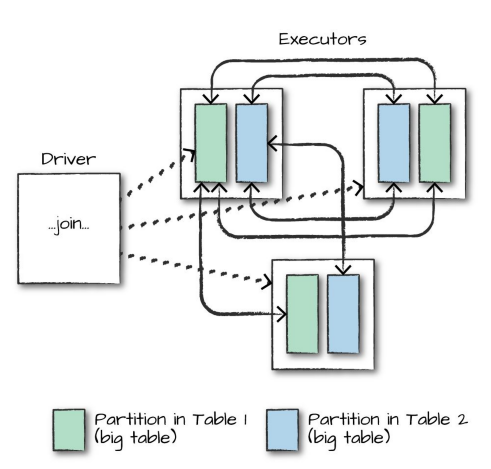 Executors
Driver
...join...
Partition in Table 1
(big table)
Partition in Table 2
(big table)